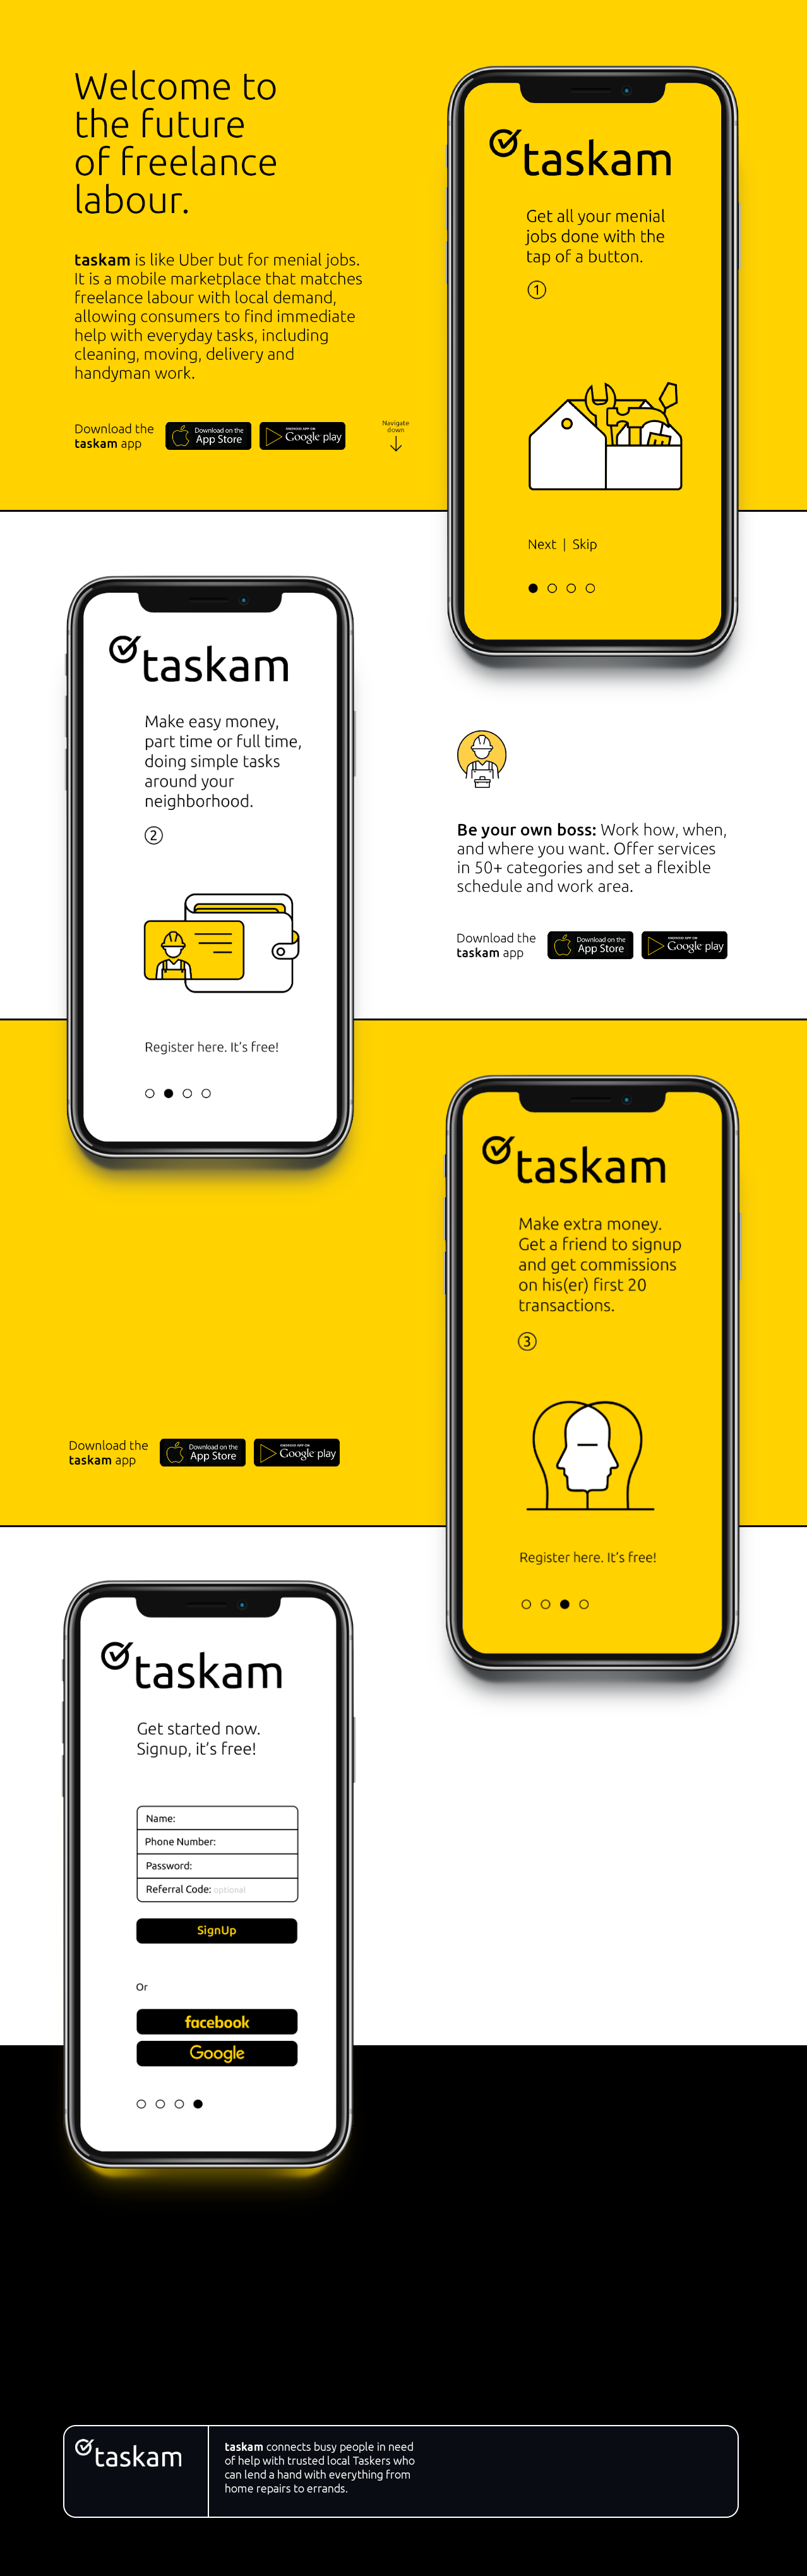 Welcome to
the future
of freelance
labour.
taskam is like Uber but for menial jobs.
It is a mobile marketplace that matches
freelance labour with local demand,
allowing consumers to find immediate
help with everyday tasks, including
cleaning, moving, delivery and
handyman work.
Download the
taskam app
Download on the
App Store
ANDROID APP ON
Google play
Navigate
down
taskam
Get all your menial
jobs done with the
tap of a button.
1
Next | Skip
taskam
Make easy money,
part time or full time,
doing simple tasks
around your
neighborhood.
2
Register here. It's free!
Be your own boss: Work how, when,
and where you want. Offer services
in 50+ categories and set a flexible
schedule and work area.
Download the
taskam app
Download on the
App Store
ANDROID APP ON
Google play
taskam
Make extra money.
Get a friend to signup
and get commissions
on his(er) first 20
transactions.
3
Register here. It's free!
Download the
taskam app
Download on the
App Store
ANDROID APP ON
Google play
taskam
Get started now.
Signup, it's free!
Name:
Phone Number:
Password:
Referral Code: optional
SignUp
Or
facebook
Google
taskam
taskam connects busy people in need
of help with trusted local Taskers who
can lend a hand with everything from
home repairs to errands.